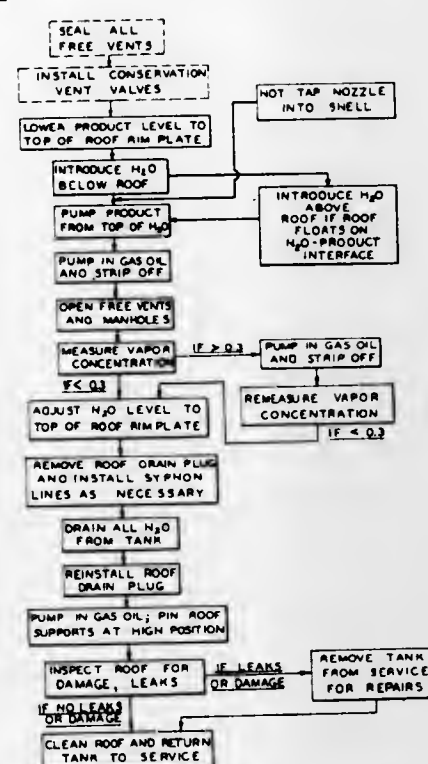 SEAL ALL
FREE VENTS
INSTALL CONSERVATION
VENT VALVES
HOT TAP NOZZLE
INTO SHELL
LOWER PRODUCT LEVEL TO
TOP OF ROOF RIM PLATE
INTRODUCE H2O
BELOW ROOF
INTRODUCE H2O
ABOVE
ROOF IF ROOF
FLOATS ON
H2O-PRODUCT
INTERFACE
PUMP PRODUCT
FROM TOP OF H2O
PUMP IN GAS OIL
AND STRIP OFF
OPEN FREE VENTS
AND MANHOLES
MEASURE VAPOR
CONCENTRATION
IF > 0.3
PUMP IN GAS OIL
AND STRIP OFF
REMEASURE VAPOR
CONCENTRATION
IF < 0.3
IF < 0.3
ADJUST H2O LEVEL TO
TOP OF ROOF RIMPLATE
REMOVE ROOF DRAIN PLUG
AND INSTALL SYPHON
LINES AS NECESSARY
DRAIN ALL H2O
FROM TANK
REINSTALL ROOF
DRAIN PLUG
PUMP IN GAS OIL; PIN ROOF
SUPPORTS AT HIGH POSITION
INSPECT ROOF FOR
DAMAGE, LEAKS
IF LEAKS
OR DAMAGE
REMOVE TANK
FROM SERVICE
FOR REPAIRS
IF NO LEAKS
OR DAMAGE
CLEAN ROOF AND RETURN
TANK TO SERVICE